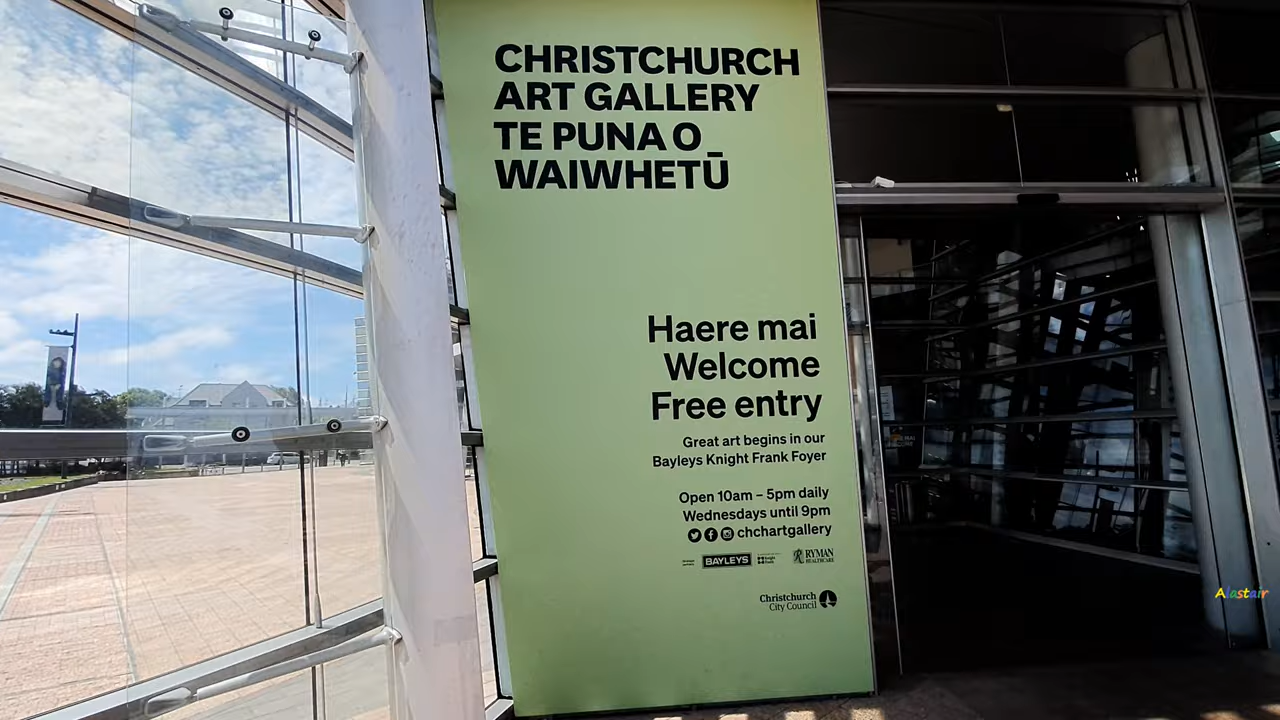 CHRISTCHURCH
ART GALLERY
TE PUNA O
WAIWHETŪ
Haere mai
Welcome
Free entry
Great art begins in our
Bayleys Knight Frank Foyer
Open 10am – 5pm daily
Wednesdays until 9pm
chchartgallery
BAYLEYS
RYMAN
HEALTHCARE
Christchurch
City Council
Alastair